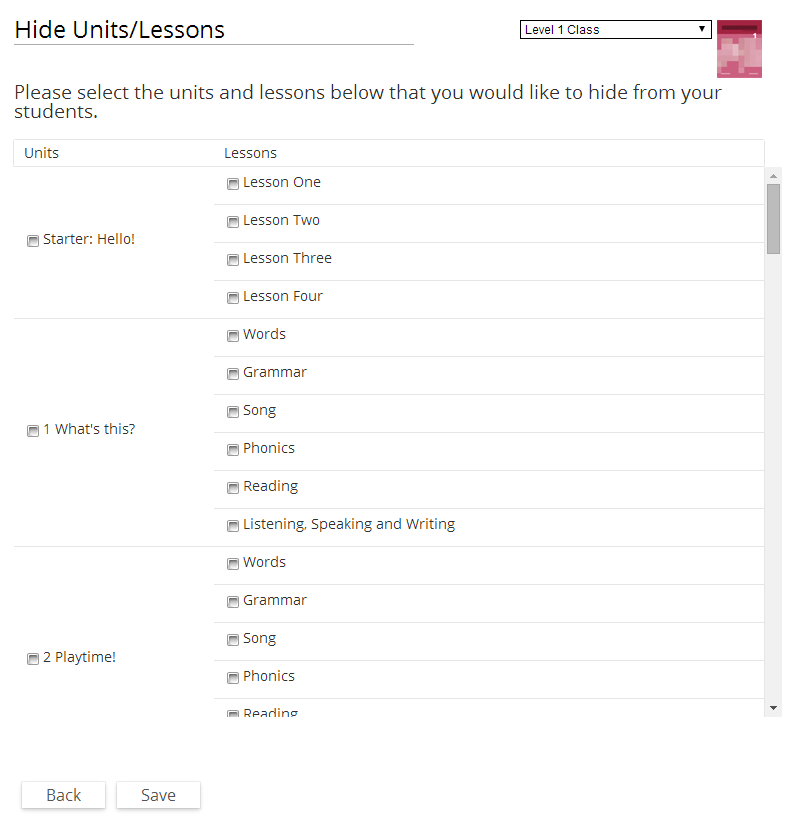 Hide Units/Lessons
Level 1 Class
1
Please select the units and lessons below that you would like to hide from your
students.
Units Lessons
Lesson One
Lesson Two
Starter: Hello!
Lesson Three
Lesson Four
Words
Grammar
Song
1 What's this?
Phonics
Reading
Listening, Speaking and Writing
Words
Grammar
Song
2 Playtime!
Phonics
Reading
Back Save